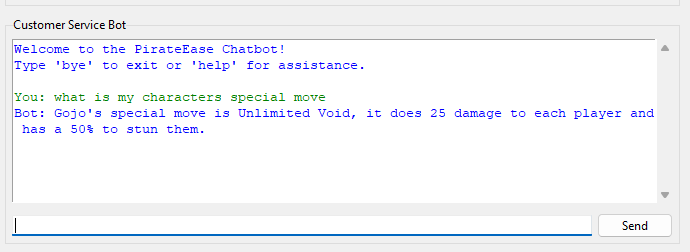 Customer Service Bot
Welcome to the PirateEase Chatbot!
Type 'bye' to exit or 'help' for assistance.
You: what is my characters special move
Bot: Gojo's special move is Unlimited Void, it does 25 damage to each player and
has a 50% to stun them.
Send